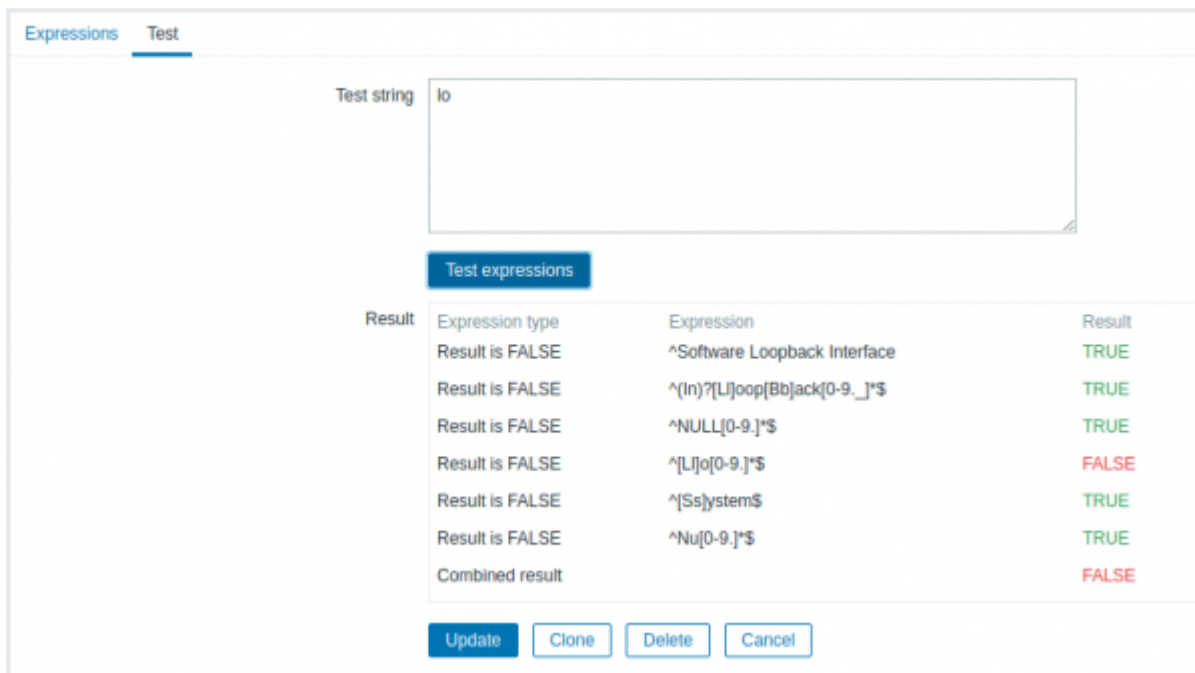 Expressions Test
Test string lo
Test expressions
Result Expression type Expression Result
Result is FALSE ^Software Loopback Interface TRUE
Result is FALSE ^(In)?[Ll]oop[Bb]ack[0-9._]*$ TRUE
Result is FALSE ^NULL[0-9.]*$ TRUE
Result is FALSE ^[Ll]o[0-9.]*$ FALSE
Result is FALSE ^[Ss]ystem$ TRUE
Result is FALSE ^Nu[0-9.]*$ TRUE
Combined result FALSE
Update Clone Delete Cancel